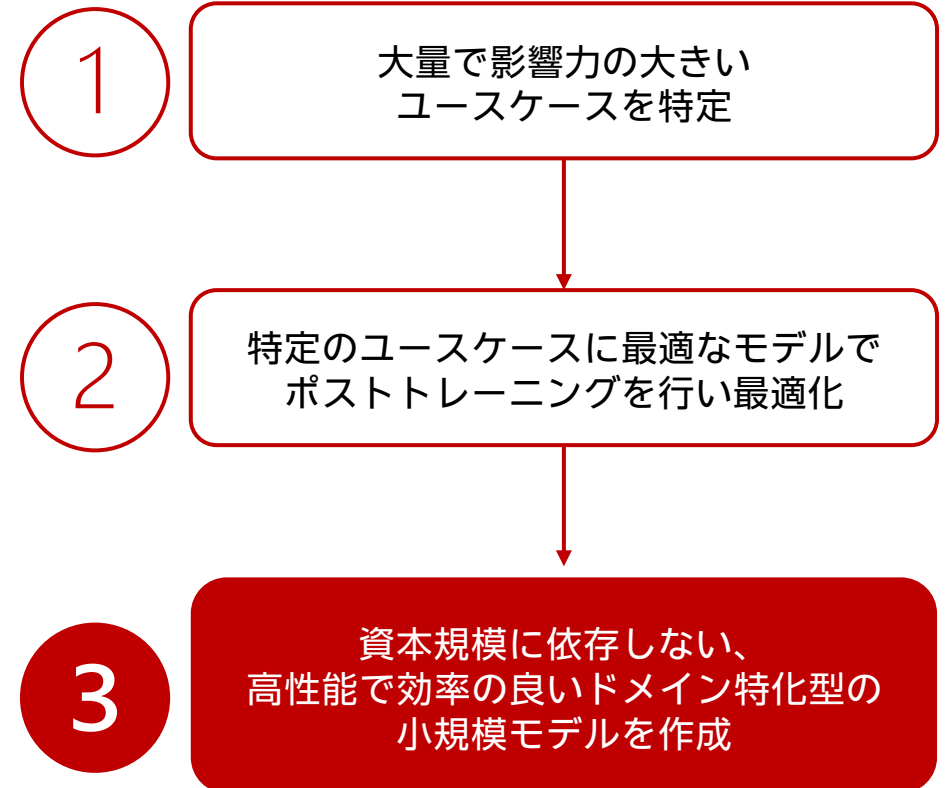 1
大量で影響力の大きい
ユースケースを特定
2
特定のユースケースに最適なモデルで
ポストトレーニングを行い最適化
3
資本規模に依存しない、
高性能で効率の良いドメイン特化型の
小規模モデルを作成